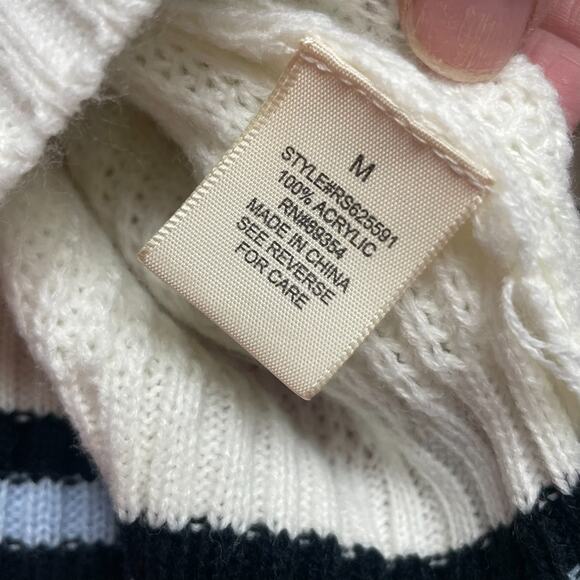 M
STYLE#RS625591
100% ACRYLIC
RN#69354
MADE IN CHINA
SEE REVERSE
FOR CARE